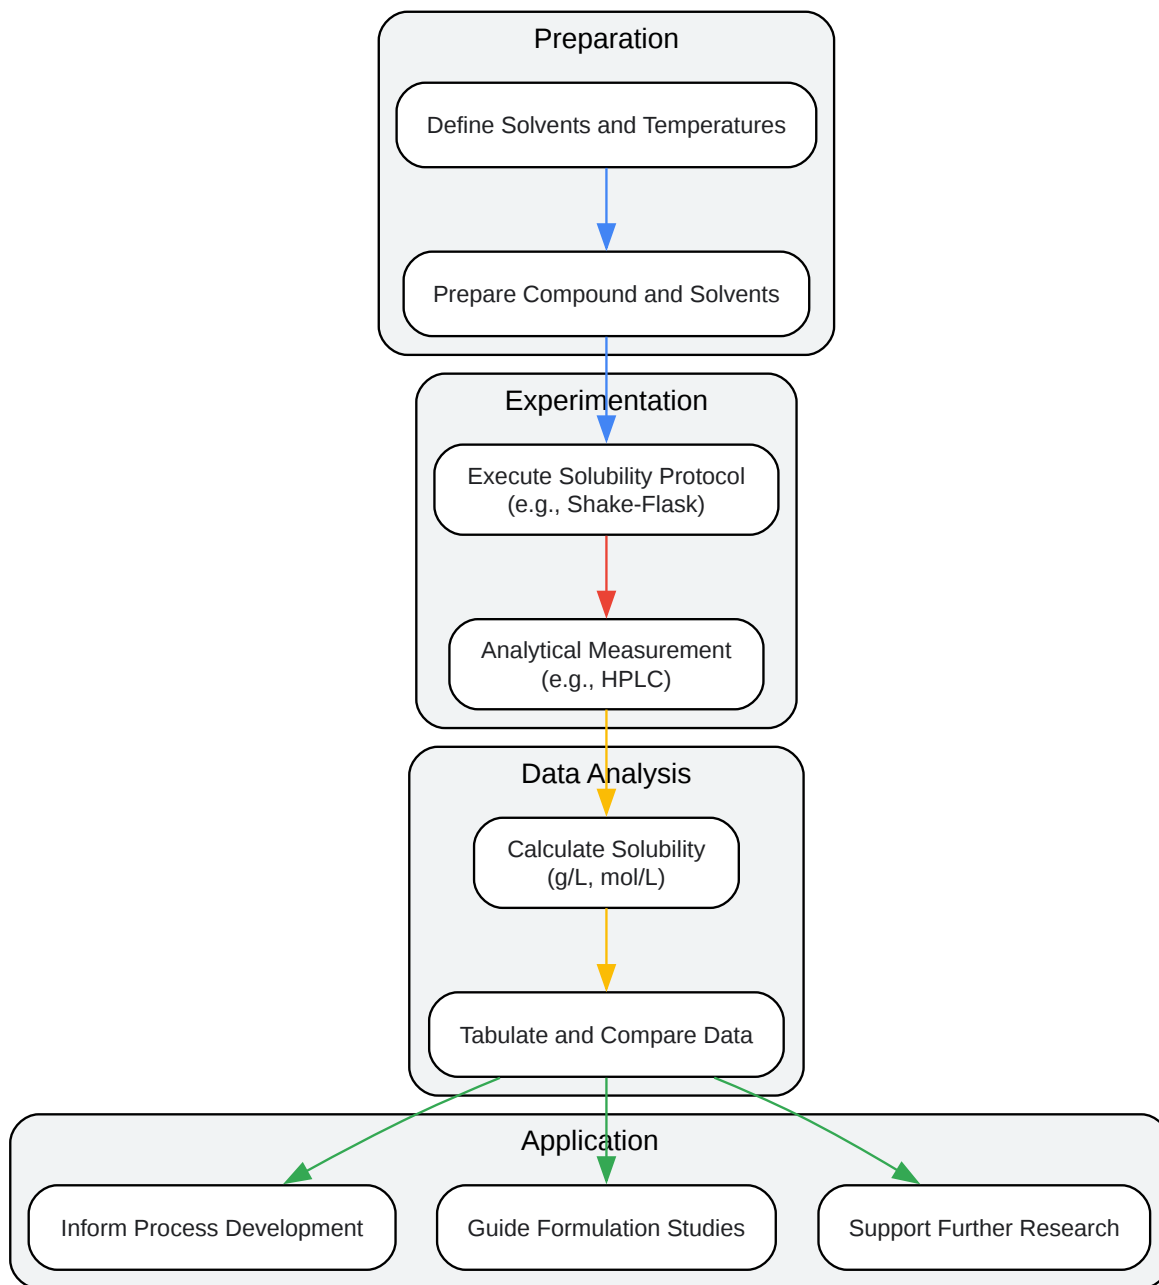 Preparation
Define Solvents and Temperatures
Prepare Compound and Solvents
Experimentation
Execute Solubility Protocol
(e.g., Shake-Flask)
Analytical Measurement
(e.g., HPLC)
Data Analysis
Calculate Solubility
(g/L, mol/L)
Tabulate and Compare Data
Application
Inform Process Development
Guide Formulation Studies
Support Further Research